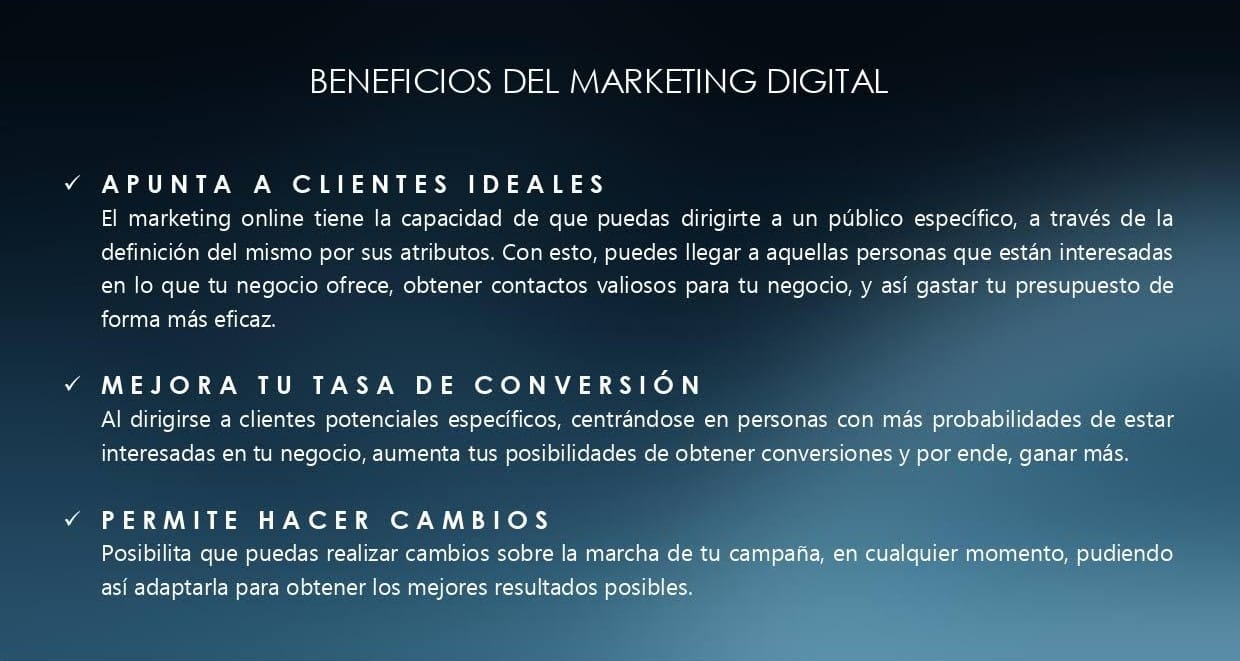 BENEFICIOS DEL MARKETING DIGITAL
✓ APUNTA A CLIENTES IDEALES
El marketing online tiene la capacidad de que puedas dirigirte a un público específico, a través de la
definición del mismo por sus atributos. Con esto, puedes llegar a aquellas personas que están interesadas
en lo que tu negocio ofrece, obtener contactos valiosos para tu negocio, y así gastar tu presupuesto de
forma más eficaz.
✓ MEJORA TU TASA DE CONVERSIÓN
Al dirigirse a clientes potenciales específicos, centrándose en personas con más probabilidades de estar
interesadas en tu negocio, aumenta tus posibilidades de obtener conversiones y por ende, ganar más.
✓ PERMITE HACER CAMBIOS
Posibilita que puedas realizar cambios sobre la marcha de tu campaña, en cualquier momento, pudiendo
así adaptarla para obtener los mejores resultados posibles.